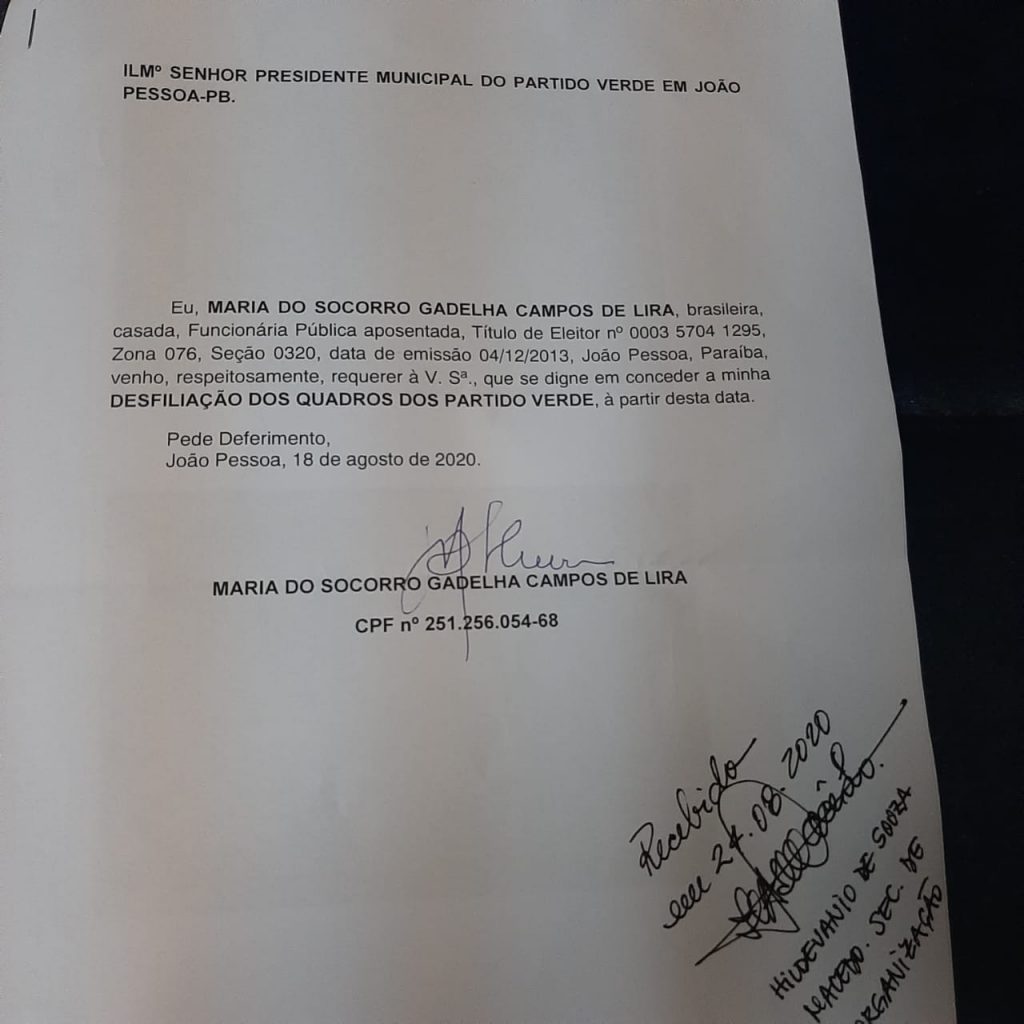 ILMº SENHOR PRESIDENTE MUNICIPAL DO PARTIDO VERDE EM JOÃO
PESSOA-PB.
Eu, MARIA DO SOCORRO GADELHA CAMPOS DE LIRA, brasileira,
casada, Funcionária Pública aposentada, Título de Eleitor nº 0003 5704 1295,
Zona 076, Seção 0320, data de emissão 04/12/2013, João Pessoa, Paraíba,
venho, respeitosamente, requerer à V. Sª., que se digne em conceder a minha
DESFILIAÇÃO DOS QUADROS DOS PARTIDO VERDE, à partir desta data.
Pede Deferimento,
João Pessoa, 18 de agosto de 2020.
MARIA DO SOCORRO GADELHA CAMPOS DE LIRA
CPF nº 251.256.054-68
Recebido
em 24.08.2020
HILDEVANIO DE SOUZA
MACEDO. SEC. DE
ORGANIZAÇÃO